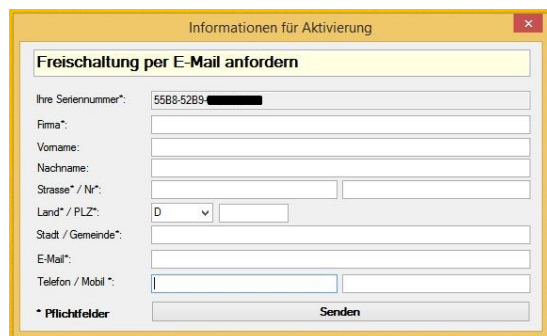 Informationen für Aktivierung
Freischaltung per E-Mail anfordern
Ihre Seriennummer*: 55B8-52B9-
Firma*:
Vorname:
Nachname:
Strasse* / Nr*:
Land* / PLZ*: D
Stadt / Gemeinde*:
E-Mail*:
Telefon / Mobil *:
* Pflichtfelder Senden